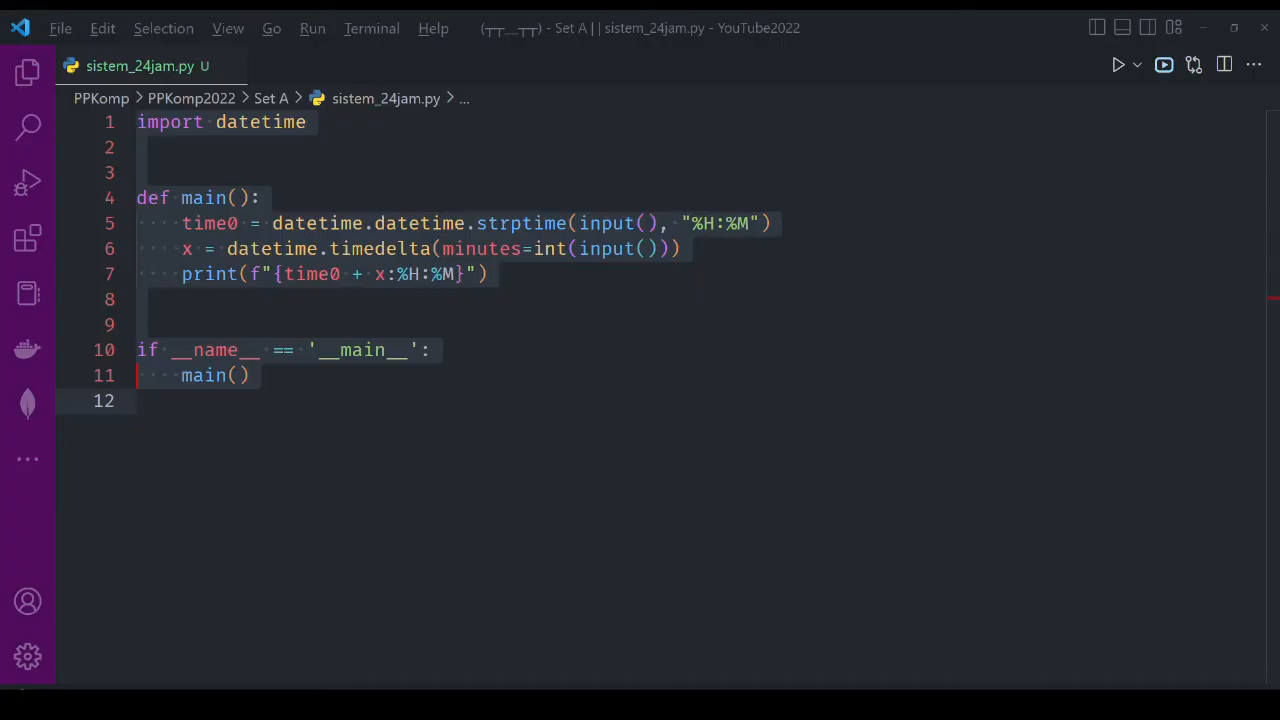 File Edit Selection View Go Run Terminal Help (┬┬﹏┬┬) - Set A || sistem_24jam.py - YouTube2022
sistem_24jam.py U
PPKomp > PPKomp2022 > Set A > sistem_24jam.py > ...
1 import datetime
2
3
4 def main():
5     time0 = datetime.datetime.strptime(input(), "%H:%M")
6     x = datetime.timedelta(minutes=int(input()))
7     print(f"{time0 + x:%H:%M}")
8
9
10 if __name__ == '__main__':
11     main()
12